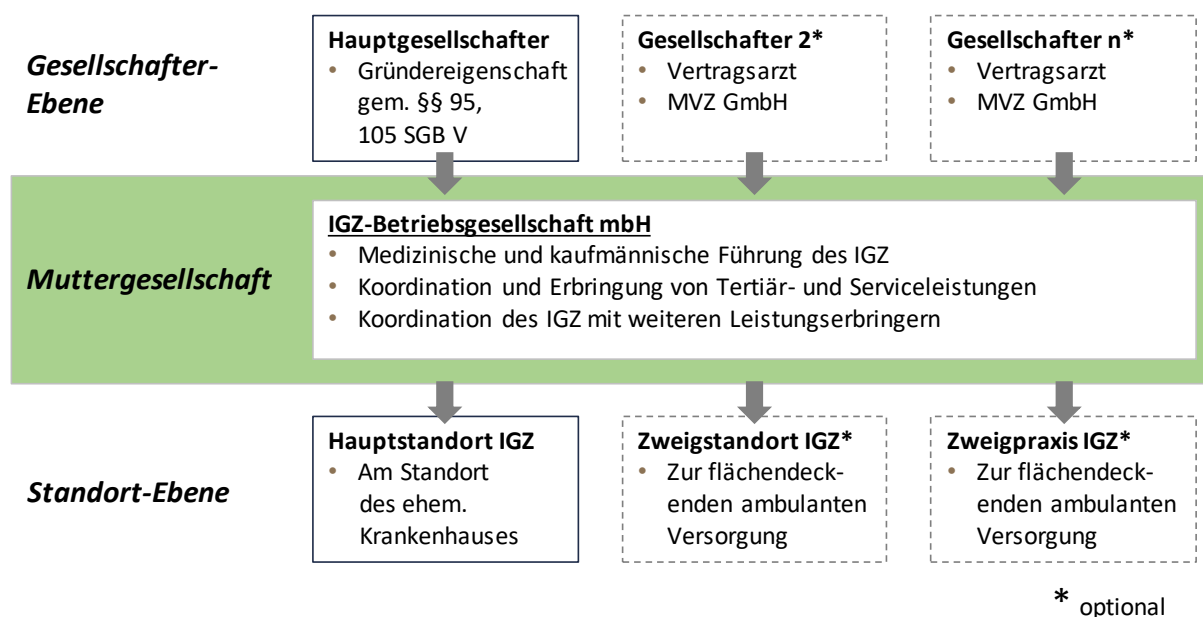 Gesellschafter-
Ebene
Hauptgesellschafter
• Gründereigenschaft
gem. §§ 95,
105 SGB V
Gesellschafter 2*
• Vertragsarzt
• MVZ GmbH
Gesellschafter n*
• Vertragsarzt
• MVZ GmbH
Muttergesellschaft
IGZ-Betriebsgesellschaft mbH
• Medizinische und kaufmännische Führung des IGZ
• Koordination und Erbringung von Tertiär- und Serviceleistungen
• Koordination des IGZ mit weiteren Leistungserbringern
Standort-Ebene
Hauptstandort IGZ
• Am Standort
des ehem.
Krankenhauses
Zweigstandort IGZ*
• Zur flächendeck-
enden ambulanten
Versorgung
Zweigpraxis IGZ*
• Zur flächendeck-
enden ambulanten
Versorgung
* optional